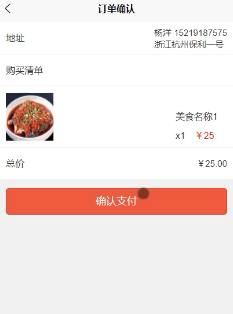 订单确认
地址
杨洋 15219187575
浙江杭州保利一号
购买清单
美食名称1
x1 ￥25
总价
￥25.00
确认支付